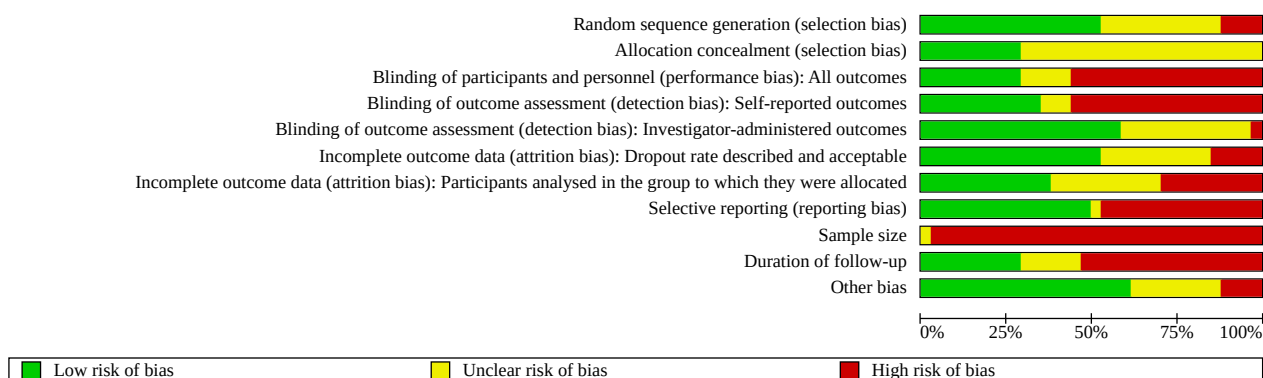 Random sequence generation (selection bias)
Allocation concealment (selection bias)
Blinding of participants and personnel (performance bias): All outcomes
Blinding of outcome assessment (detection bias): Self-reported outcomes
Blinding of outcome assessment (detection bias): Investigator-administered outcomes
Incomplete outcome data (attrition bias): Dropout rate described and acceptable
Incomplete outcome data (attrition bias): Participants analysed in the group to which they were allocated
Selective reporting (reporting bias)
Sample size
Duration of follow-up
Other bias
0% 25% 50% 75% 100%
Low risk of bias Unclear risk of bias High risk of bias